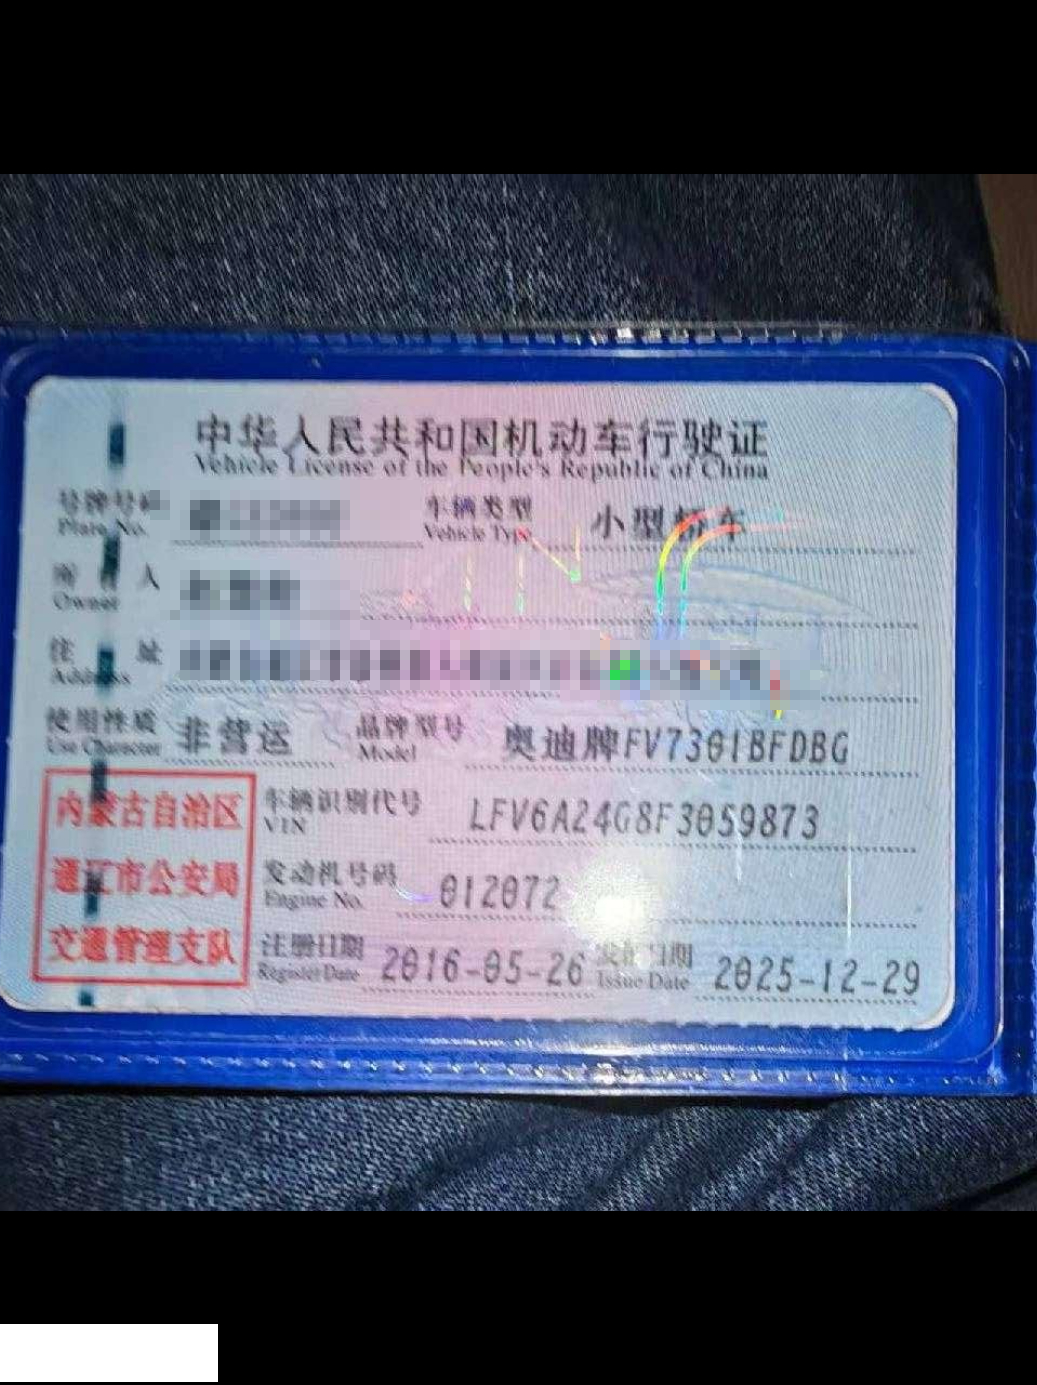 中华人民共和国机动车行驶证
Vehicle License of the People's Republic of China
号牌号码 车辆类型 小型轿车
Plate No. Vehicle Type
人
Owner
住 址
Address
使用性质 非营运 品牌型号 奥迪牌FV7301BFDBG
Use Character Model
内蒙古自治区 车辆识别代号 LFV6A24G8F3059873
VIN
通辽市公安局 发动机号码 012072
Engine No.
交通管理支队 注册日期 2016-05-26 发证日期 2025-12-29
Register Date Issue Date